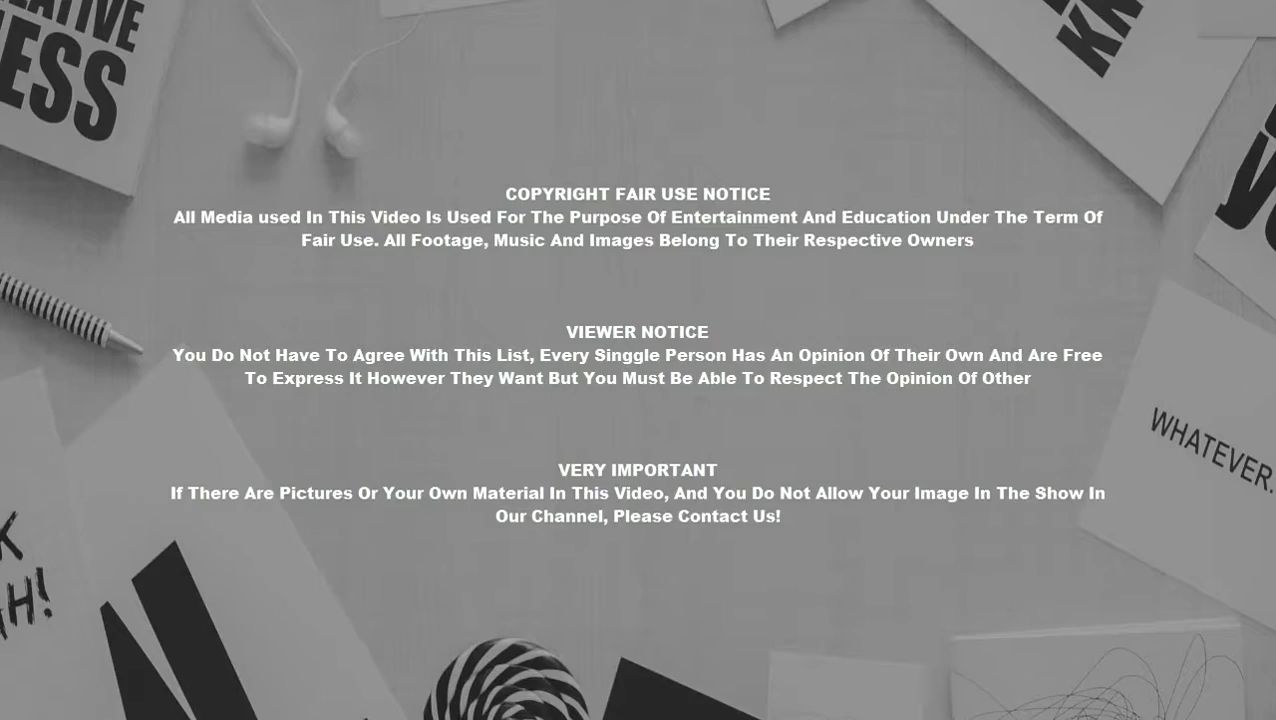 ESS
COPYRIGHT FAIR USE NOTICE
All Media used In This Video Is Used For The Purpose Of Entertainment And Education Under The Term Of
Fair Use. All Footage, Music And Images Belong To Their Respective Owners
VIEWER NOTICE
You Do Not Have To Agree With This List, Every Singgle Person Has An Opinion Of Their Own And Are Free
To Express It However They Want But You Must Be Able To Respect The Opinion Of Other
WHATEVER.
VERY IMPORTANT
If There Are Pictures Or Your Own Material In This Video, And You Do Not Allow Your Image In The Show In
Our Channel, Please Contact Us!